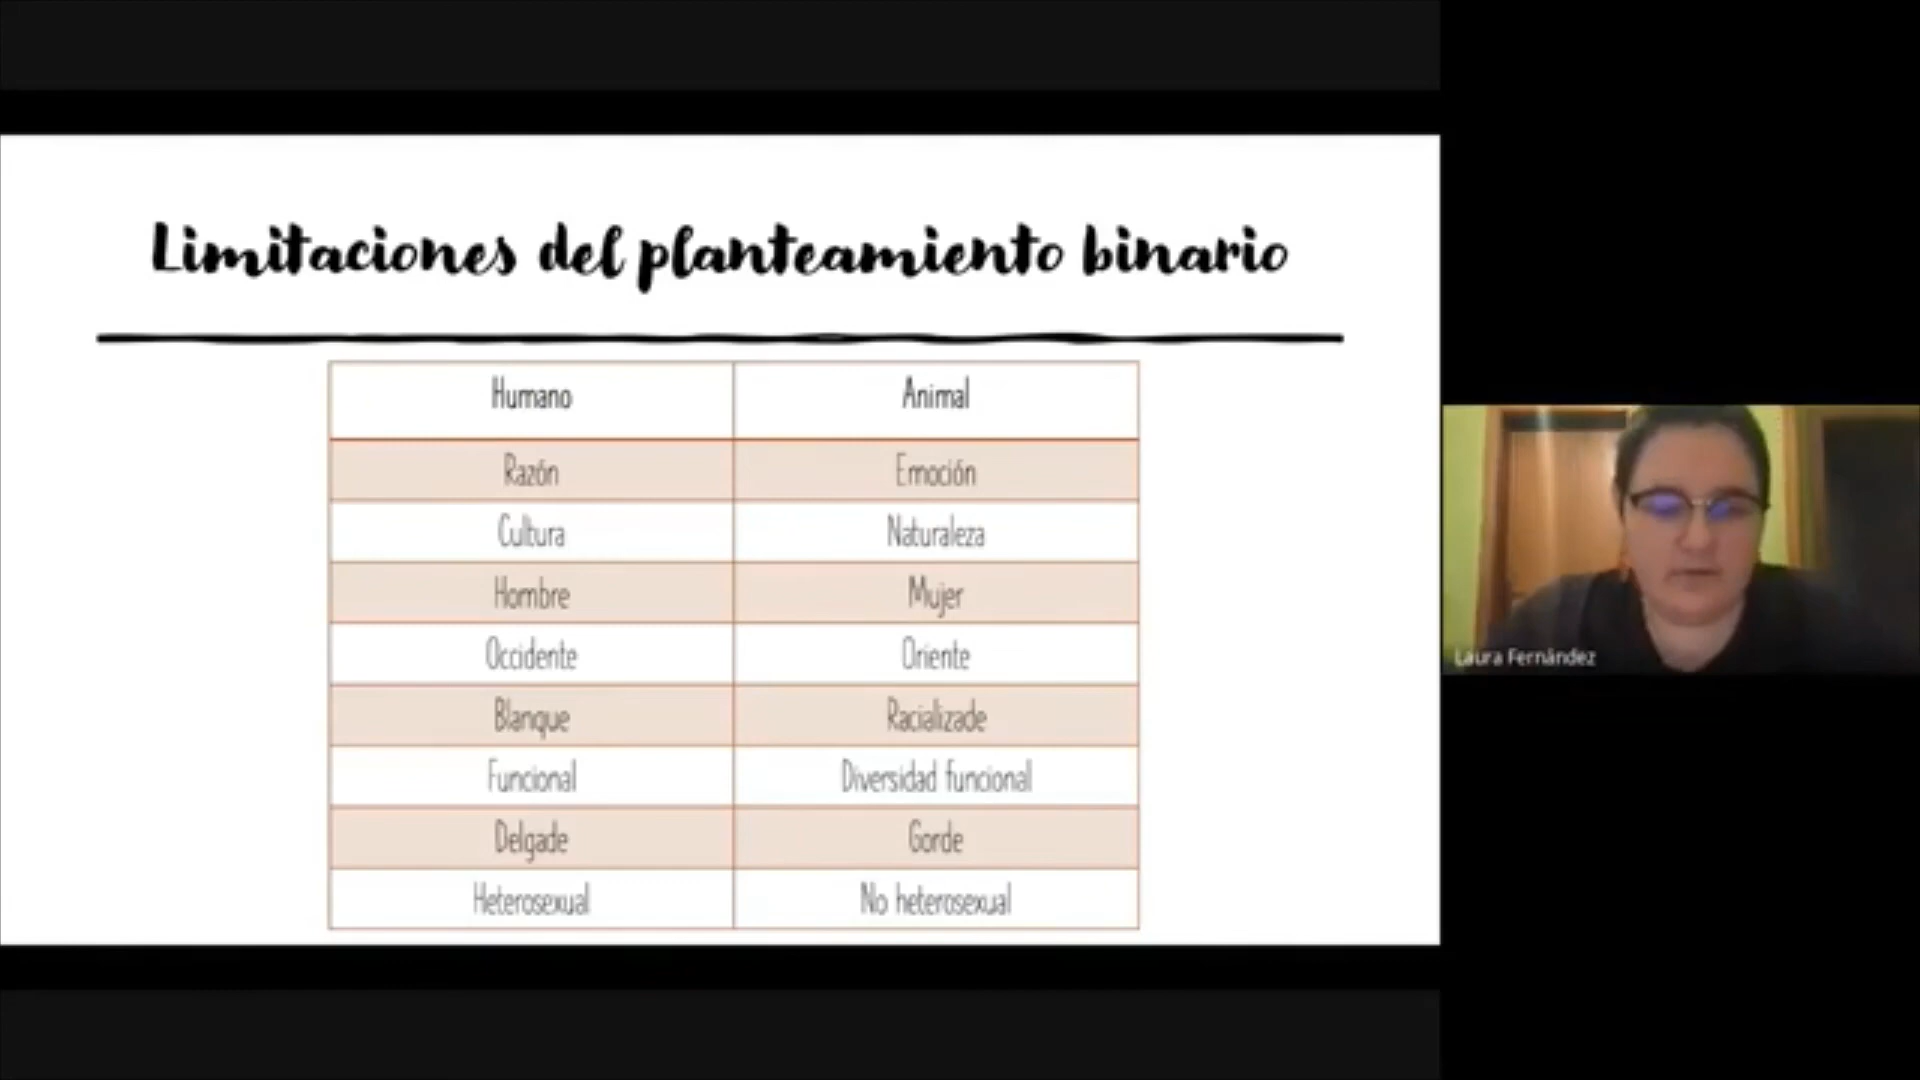 Limitaciones del planteamiento binario
Humano Animal
Razón Emoción
Cultura Naturaleza
Hombre Mujer
Occidente Oriente
Blanque Racializade
Funcional Diversidad funcional
Delgade Gorde
Heterosexual No heterosexual
Laura Fernández